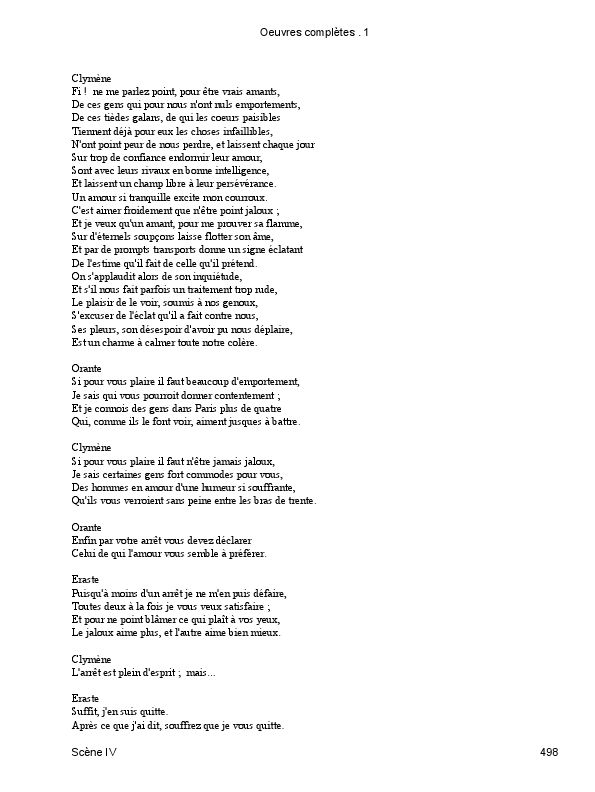 Oeuvres complètes . 1
Clymène
Fi !  ne me parlez point, pour être vrais amants,
De ces gens qui pour nous n'ont nuls emportements,
De ces tièdes galans, de qui les coeurs paisibles
Tiennent déjà pour eux les choses infaillibles,
N'ont point peur de nous perdre, et laissent chaque jour
Sur trop de confiance endormir leur amour,
Sont avec leurs rivaux en bonne intelligence,
Et laissent un champ libre à leur persévérance.
Un amour si tranquille excite mon courroux.
C'est aimer froidement que n'être point jaloux ;
Et je veux qu'un amant, pour me prouver sa flamme,
Sur d'éternels soupçons laisse flotter son âme,
Et par de prompts transports donne un signe éclatant
De l'estime qu'il fait de celle qu'il prétend.
On s'applaudit alors de son inquiétude,
Et s'il nous fait parfois un traitement trop rude,
Le plaisir de le voir, soumis à nos genoux,
S'excuser de l'éclat qu'il a fait contre nous,
Ses pleurs, son désespoir d'avoir pu nous déplaire,
Est un charme à calmer toute notre colère.
Orante
Si pour vous plaire il faut beaucoup d'emportement,
Je sais qui vous pourroit donner contentement ;
Et je connois des gens dans Paris plus de quatre
Qui, comme ils le font voir, aiment jusques à battre.
Clymène
Si pour vous plaire il faut n'être jamais jaloux,
Je sais certaines gens fort commodes pour vous,
Des hommes en amour d'une humeur si souffrante,
Qu'ils vous verroient sans peine entre les bras de trente.
Orante
Enfin par votre arrêt vous devez déclarer
Celui de qui l'amour vous semble à préférer.
Eraste
Puisqu'à moins d'un arrêt je ne m'en puis défaire,
Toutes deux à la fois je vous veux satisfaire ;
Et pour ne point blâmer ce qui plaît à vos yeux,
Le jaloux aime plus, et l'autre aime bien mieux.
Clymène
L'arrêt est plein d'esprit ;  mais...
Eraste
Suffit, j'en suis quitte.
Après ce que j'ai dit, souffrez que je vous quitte.
Scène IV 498